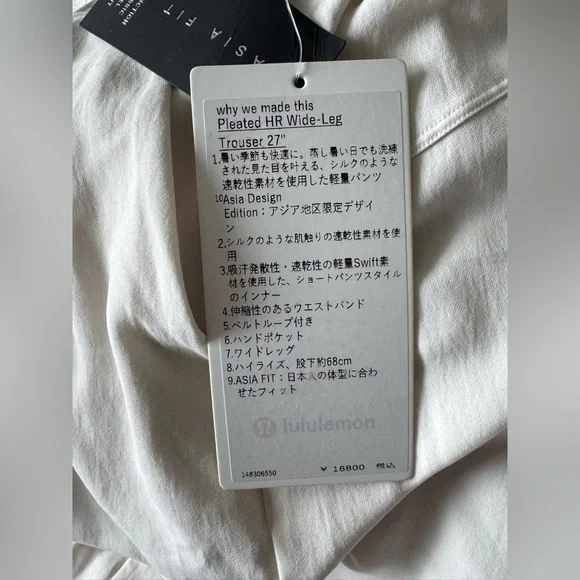 ASIA FIT
why we made this
Pleated HR Wide-Leg
Trouser 27"
1.暑い季節も快適に。蒸し暑い日でも洗練
された見た目を叶える、シルクのような
速乾性素材を使用した軽量パンツ
10Asia Design
Edition：アジア地区限定デザイ
ン
2.シルクのような肌触りの速乾性素材を使
用
3.吸汗発散性・速乾性の軽量Swift素
材を使用した、ショートパンツスタイル
のインナー
4.伸縮性のあるウエストバンド
5.ベルトループ付き
6.ハンドポケット
7.ワイドレッグ
8.ハイライズ、股下約68cm
9.ASIA FIT：日本人の体型に合わ
せたフィット
lululemon
148306550 ￥ 16800 税込